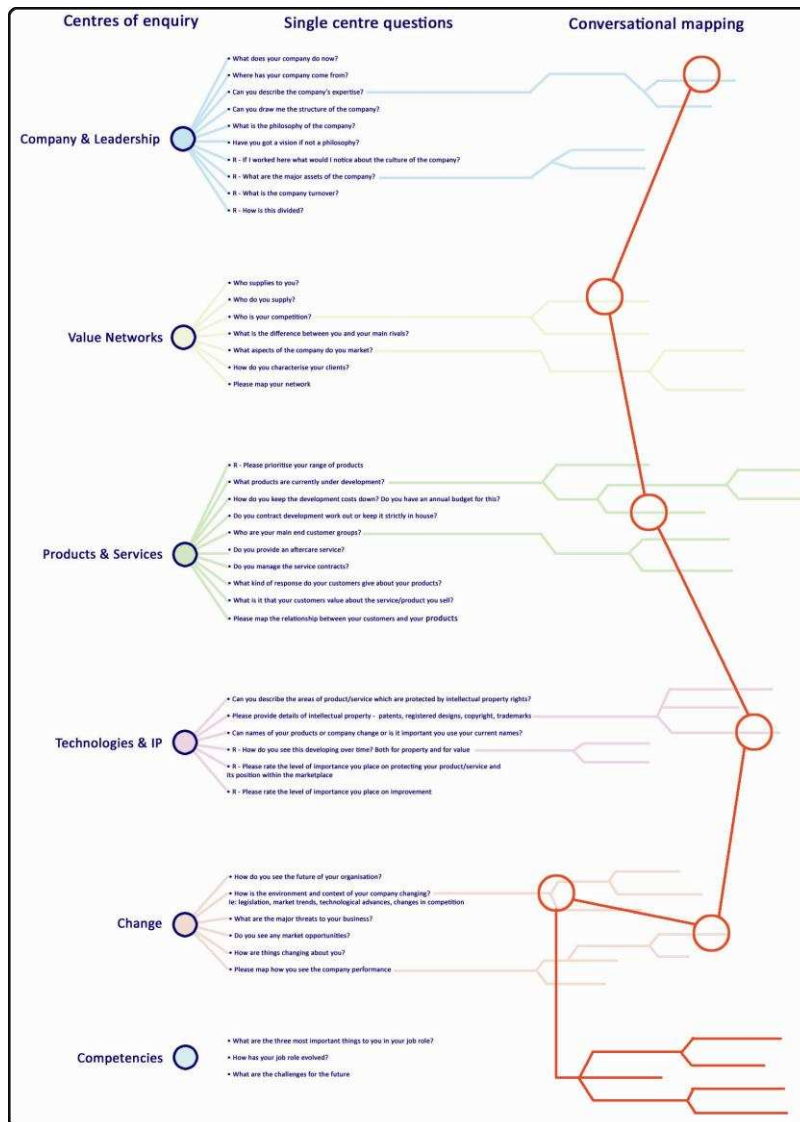 Centres of enquiry
Single centre questions
Conversational mapping
Company & Leadership
• What does your company do now?
• Where has your company come from?
• Can you describe the company's expertise?
• Can you draw me the structure of the company?
• What is the philosophy of the company?
• Have you got a vision if not a philosophy?
• R - If I worked here what would I notice about the culture of the company?
• R - What are the major assets of the company?
• R - What is the company turnover?
• R - How is this divided?
Value Networks
• Who supplies to you?
• Who do you supply?
• Who is your competition?
• What is the difference between you and your main rivals?
• What aspects of the company do you market?
• How do you characterise your clients?
• Please map your network
Products & Services
• R - Please prioritise your range of products
• What products are currently under development?
• How do you keep the development costs down? Do you have an annual budget for this?
• Do you contract development work out or keep it strictly in house?
• Who are your main end customer groups?
• Do you provide an aftercare service?
• Do you manage the service contracts?
• What kind of response do your customers give about your products?
• What is it that your customers value about the service/product you sell?
• Please map the relationship between your customers and your products
Technologies & IP
• Can you describe the areas of product/service which are protected by intellectual property rights?
• Please provide details of intellectual property - patents, registered designs, copyright, trademarks
• Can names of your products or company change or is it important you use your current names?
• R - How do you see this developing over time? Both for property and for value
• R - Please rate the level of importance you place on protecting your product/service and
its position within the marketplace
• R - Please rate the level of importance you place on improvement
Change
• How do you see the future of your organisation?
• How is the environment and context of your company changing?
Ie: legislation, market trends, technological advances, changes in competition
• What are the major threats to your business?
• Do you see any market opportunities?
• How are things changing about you?
• Please map how you see the company performance
Competencies
• What are the three most important things to you in your job role?
• How has your job role evolved?
• What are the challenges for the future